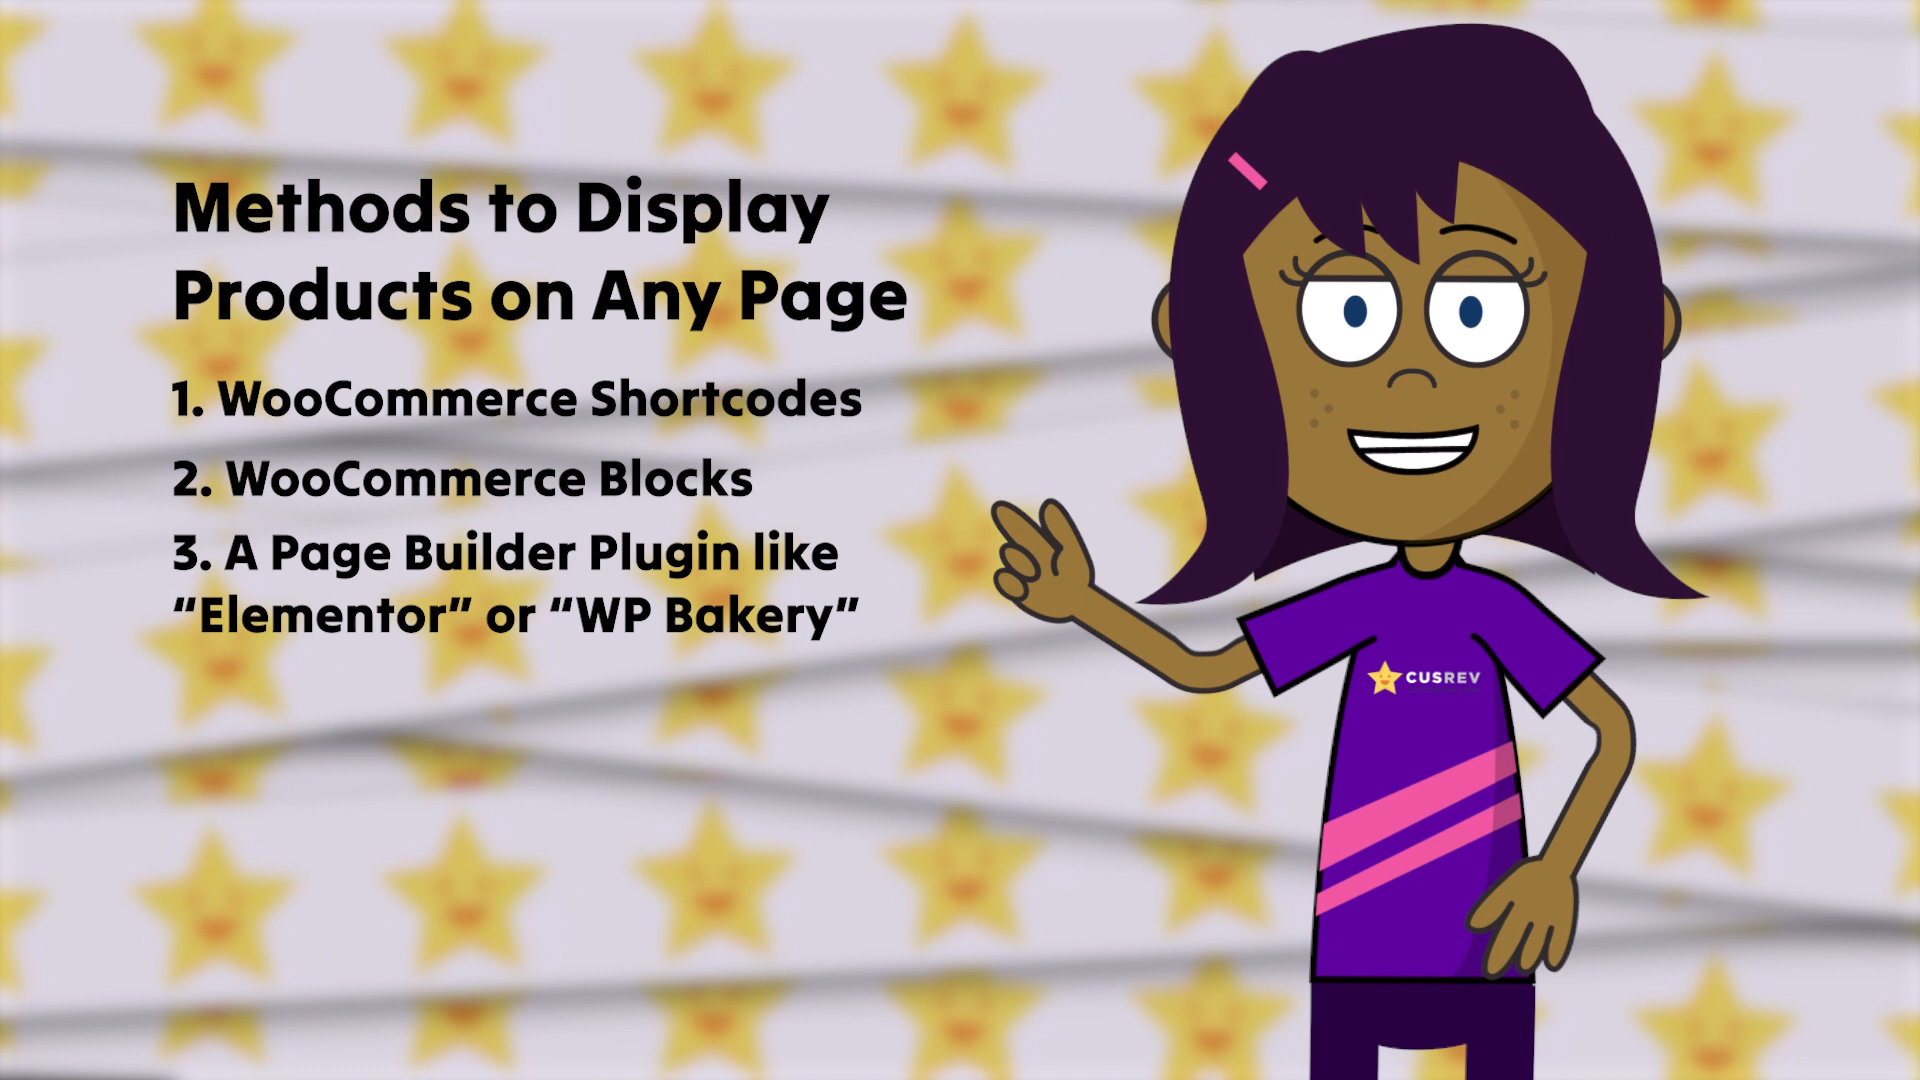 Methods to Display
Products on Any Page
1. WooCommerce Shortcodes
2. WooCommerce Blocks
3. A Page Builder Plugin like
“Elementor” or “WP Bakery”
CUSREV